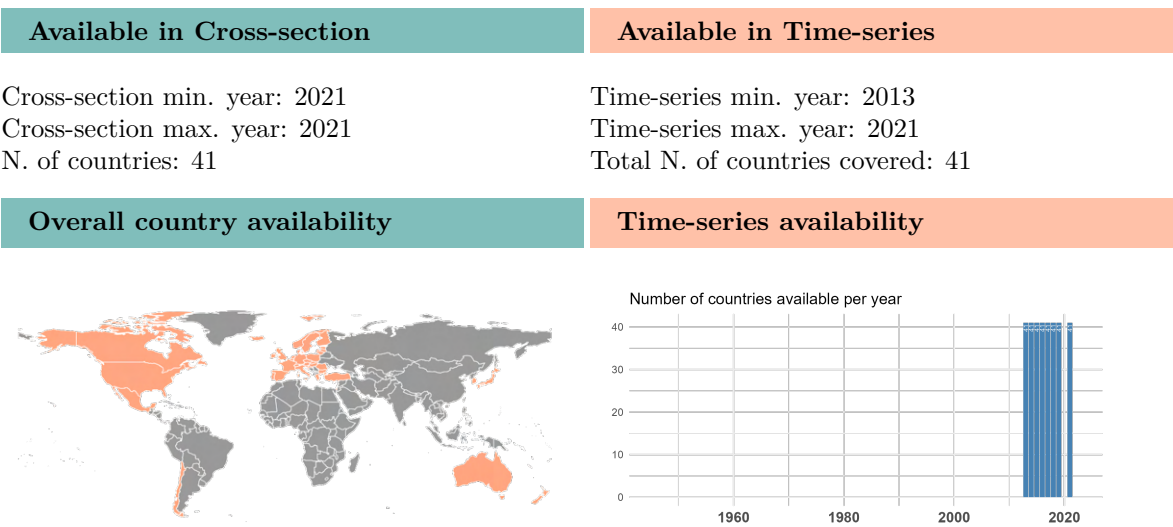 Available in Cross-section
Available in Time-series
Cross-section min. year: 2021
Cross-section max. year: 2021
N. of countries: 41
Time-series min. year: 2013
Time-series max. year: 2021
Total N. of countries covered: 41
Overall country availability
Time-series availability
Number of countries available per year
40
30
20
10
0
1960 1980 2000 2020